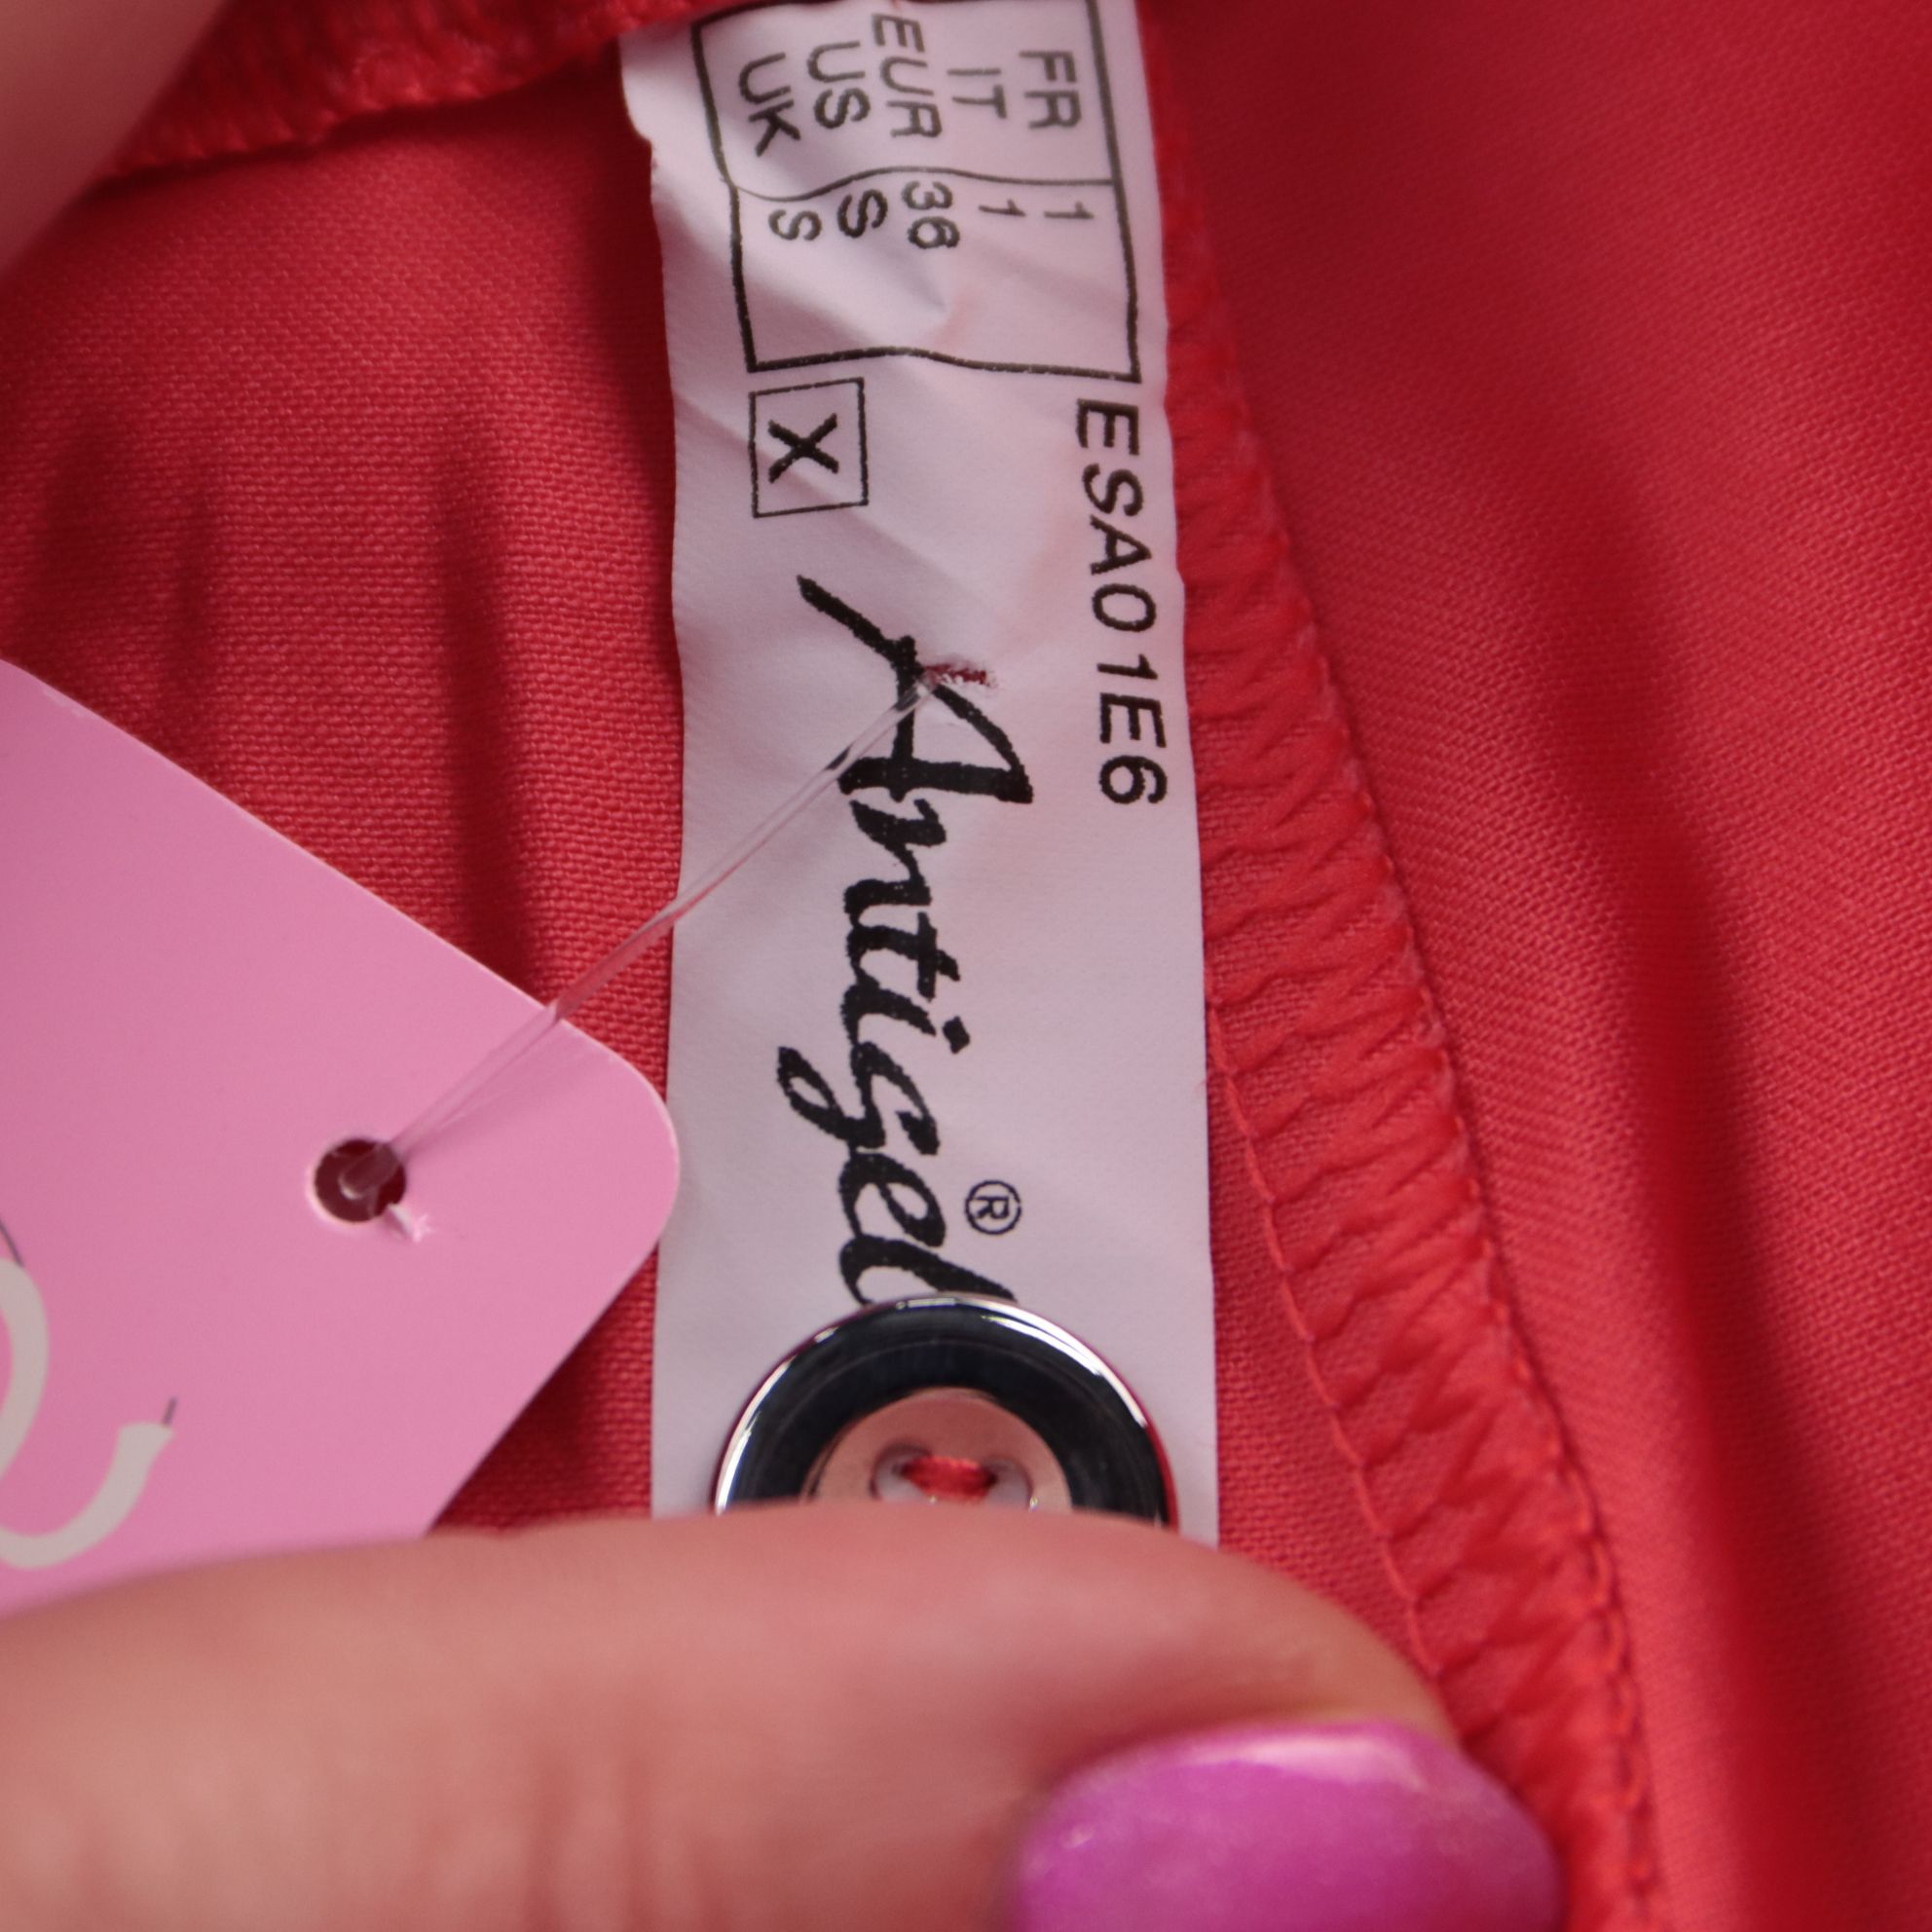 FR 1
IT 1
EUR 36
US S
UK S
ESA01E6
X
Antigel®